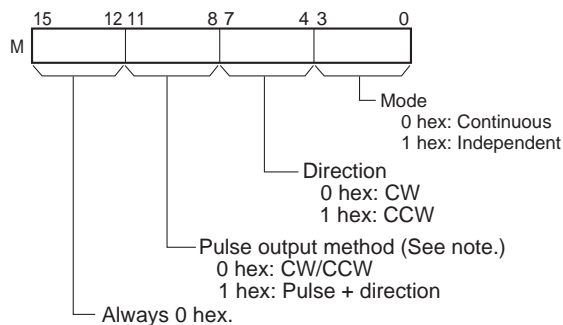 15 12 11 8 7 4 3 0
M
Mode
0 hex: Continuous
1 hex: Independent
Direction
0 hex: CW
1 hex: CCW
Pulse output method (See note.)
0 hex: CW/CCW
1 hex: Pulse + direction
Always 0 hex.